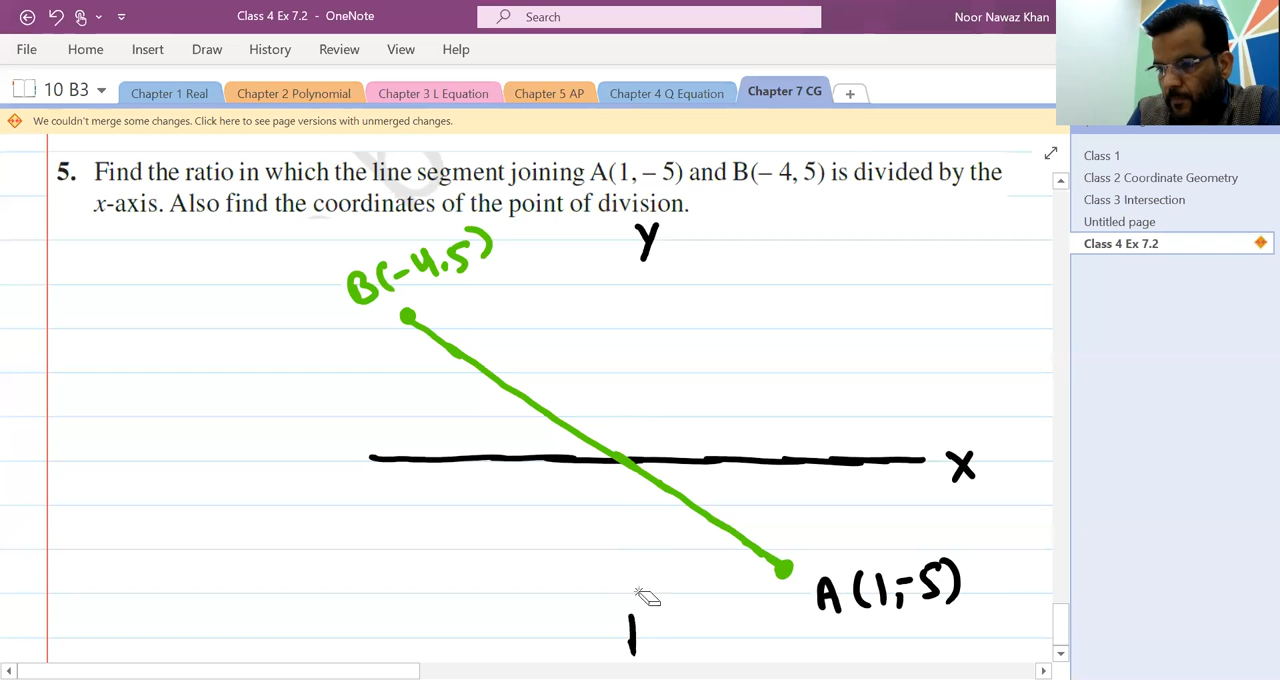 Class 4 Ex 7.2 - OneNote
Search
Noor Nawaz Khan
File Home Insert Draw History Review View Help
10 B3
Chapter 1 Real
Chapter 2 Polynomial
Chapter 3 L Equation
Chapter 5 AP
Chapter 4 Q Equation
Chapter 7 CG
We couldn't merge some changes. Click here to see page versions with unmerged changes.
5. Find the ratio in which the line segment joining A(1, – 5) and B(– 4, 5) is divided by the
x-axis. Also find the coordinates of the point of division.
y
B(-4,5)
x
A(1,-5)
Class 1
Class 2 Coordinate Geometry
Class 3 Intersection
Untitled page
Class 4 Ex 7.2